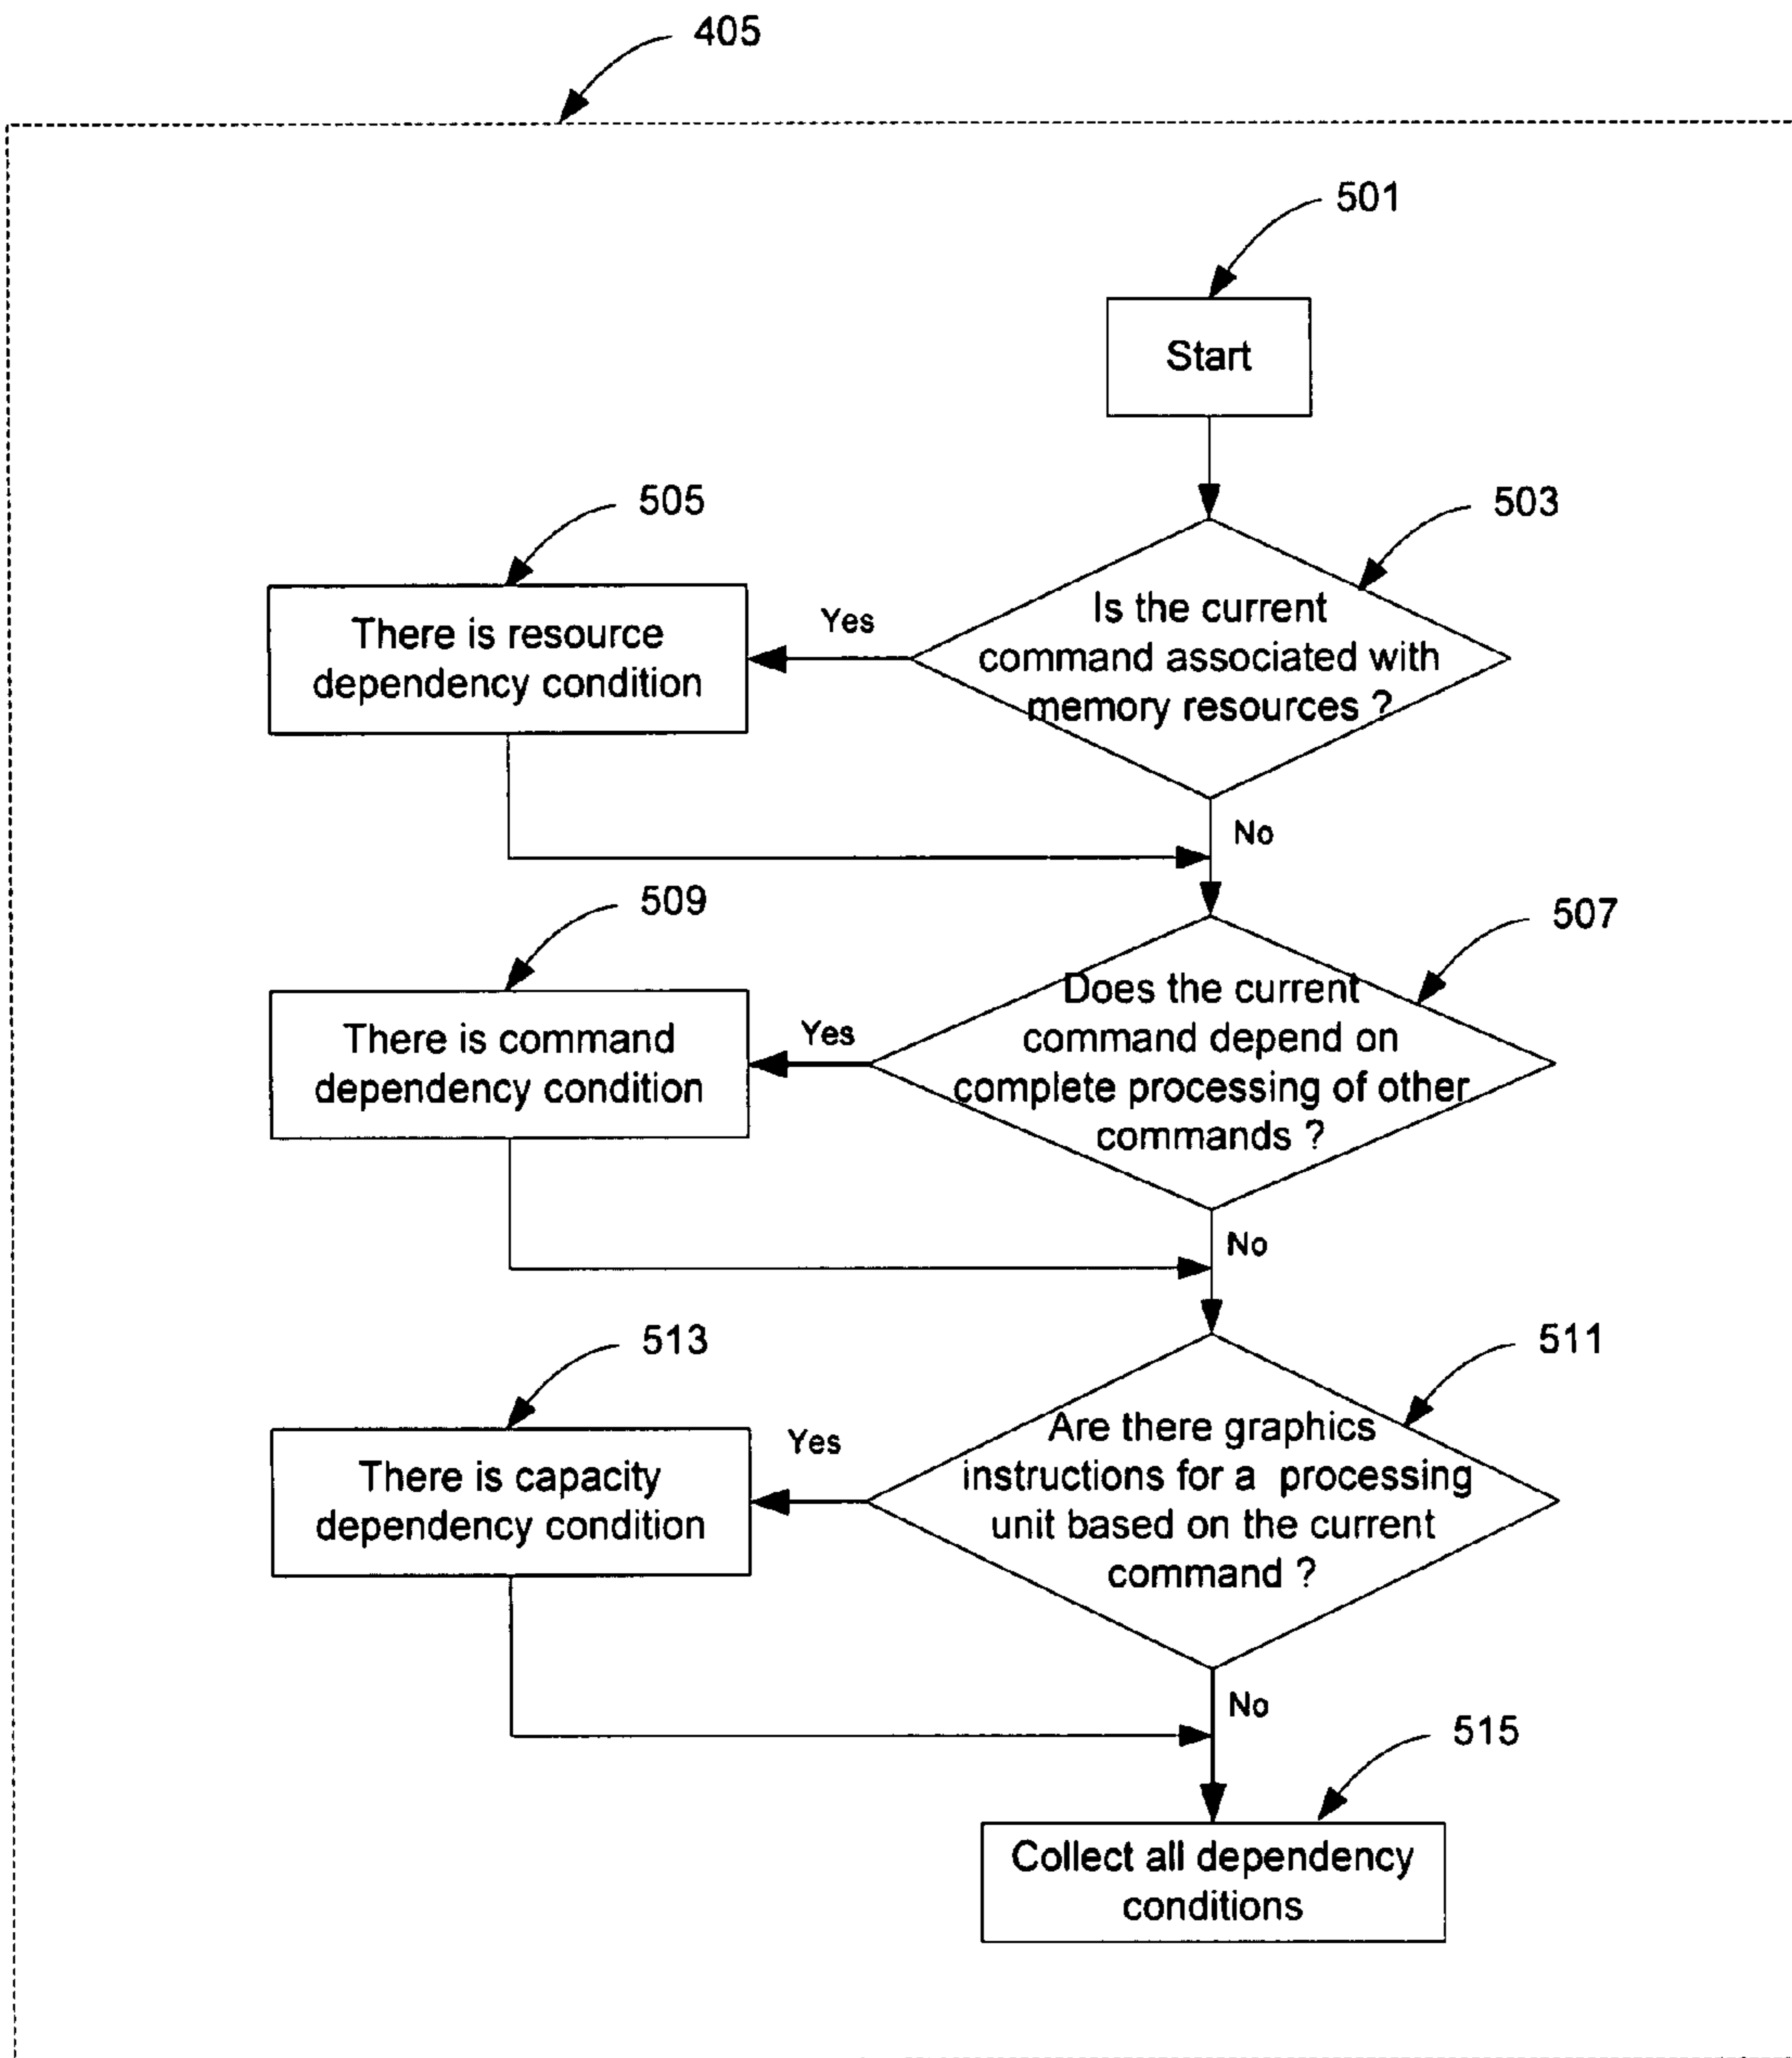 405
501
Start
503
Is the current
command associated with
memory resources ?
505
Yes
There is resource
dependency condition
No
507
Does the current
command depend on
complete processing of other
commands ?
509
Yes
There is command
dependency condition
No
511
Are there graphics
instructions for a processing
unit based on the current
command ?
513
Yes
There is capacity
dependency condition
No
515
Collect all dependency
conditions